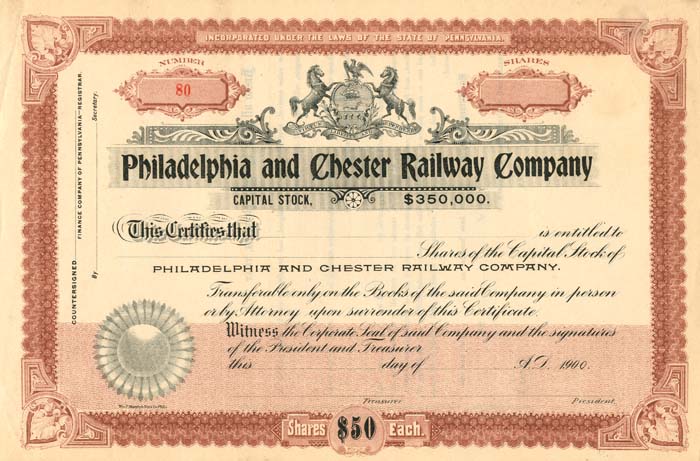 INCORPORATED UNDER THE LAWS OF THE STATE OF PENNSYLVANIA.
NUMBER
SHARES
80
Philadelphia and Chester Railway Company
CAPITAL STOCK, $350,000.
This Certifies that
is entitled to
Shares of the Capital Stock of
PHILADELPHIA AND CHESTER RAILWAY COMPANY.
Transferable only on the Books of the said Company in person
or by Attorney upon surrender of this Certificate.
Witness the Corporate Seal of said Company and the signatures
of the President and Treasurer
this day of A.D. 1900.
Treasurer
President.
Shares $50 Each.
COUNTERSIGNED.
FINANCE COMPANY OF PENNSYLVANIA—REGISTRAR.
By
Secretary.